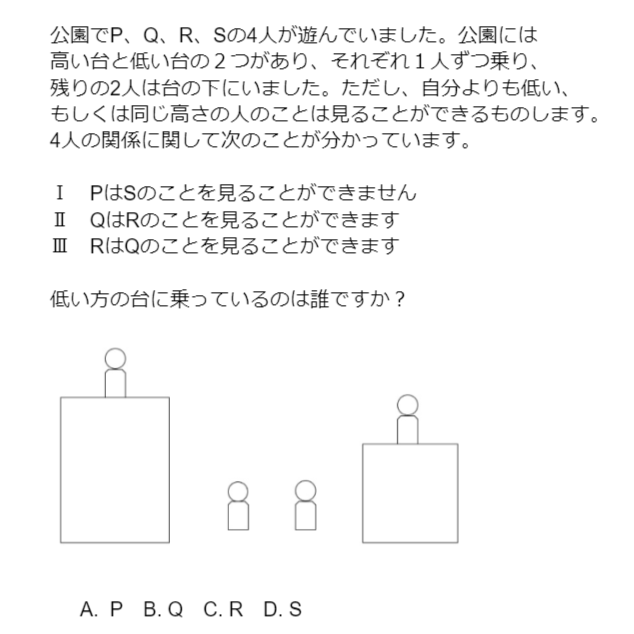 公園でP、Q、R、Sの4人が遊んでいました。公園には
高い台と低い台の２つがあり、それぞれ１人ずつ乗り、
残りの2人は台の下にいました。ただし、自分よりも低い、
もしくは同じ高さの人のことは見ることができるものします。
4人の関係に関して次のことが分かっています。
Ⅰ　PはSのことを見ることができません
Ⅱ　QはRのことを見ることができます
Ⅲ　RはQのことを見ることができます
低い方の台に乗っているのは誰ですか？
A. P　B. Q　C. R　D. S